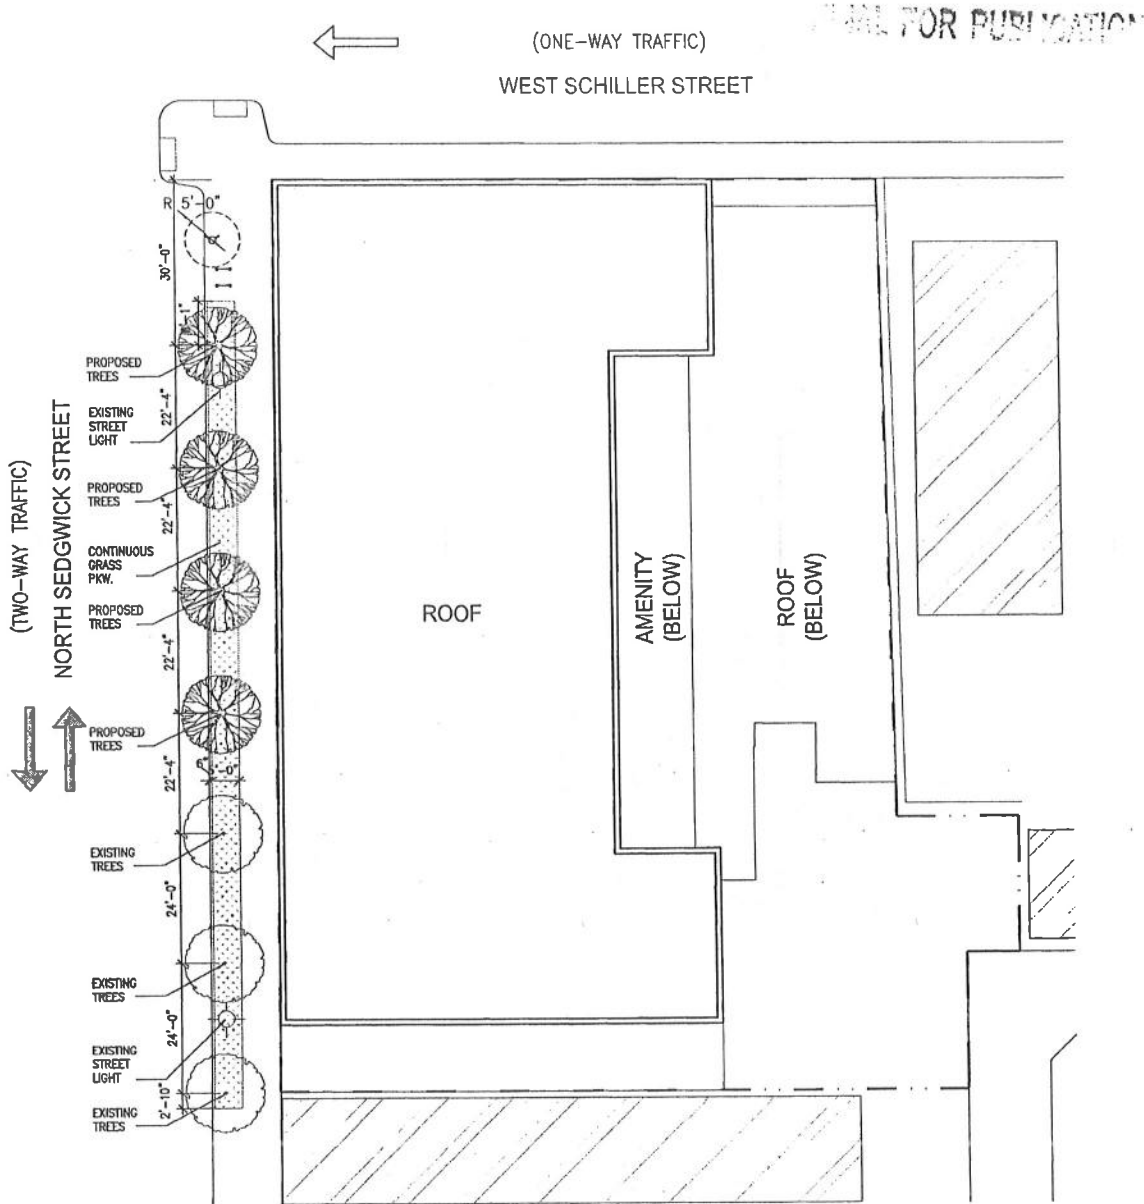 FOR PUBLICATION
(ONE-WAY TRAFFIC)
WEST SCHILLER STREET
R 5'-0"
30'-0"
PROPOSED
TREES
22'-4"
EXISTING
STREET
LIGHT
PROPOSED
TREES
22'-4"
CONTINUOUS
GRASS
PKW.
PROPOSED
TREES
22'-4"
PROPOSED
TREES
22'-4"
6"
5'-0"
EXISTING
TREES
24'-0"
EXISTING
TREES
24'-0"
EXISTING
STREET
LIGHT
2'-10"
EXISTING
TREES
(TWO-WAY TRAFFIC)
NORTH SEDGWICK STREET
ROOF
AMENITY
(BELOW)
ROOF
(BELOW)